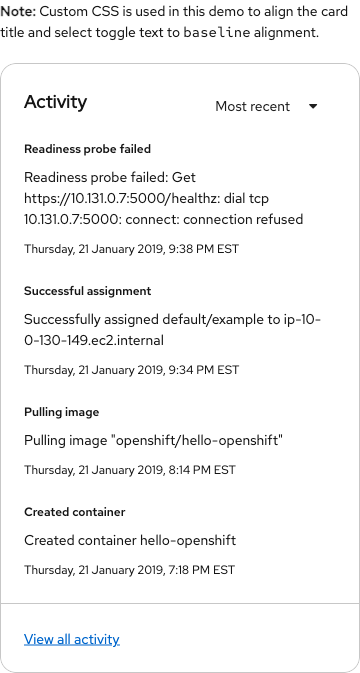 Note: Custom CSS is used in this demo to align the card
title and select toggle text to baseline alignment.
Activity
Most recent
Readiness probe failed
Readiness probe failed: Get
https://10.131.0.7:5000/healthz: dial tcp
10.131.0.7:5000: connect: connection refused
Thursday, 21 January 2019, 9:38 PM EST
Successful assignment
Successfully assigned default/example to ip-10-
0-130-149.ec2.internal
Thursday, 21 January 2019, 9:34 PM EST
Pulling image
Pulling image "openshift/hello-openshift"
Thursday, 21 January 2019, 8:14 PM EST
Created container
Created container hello-openshift
Thursday, 21 January 2019, 7:18 PM EST
View all activity